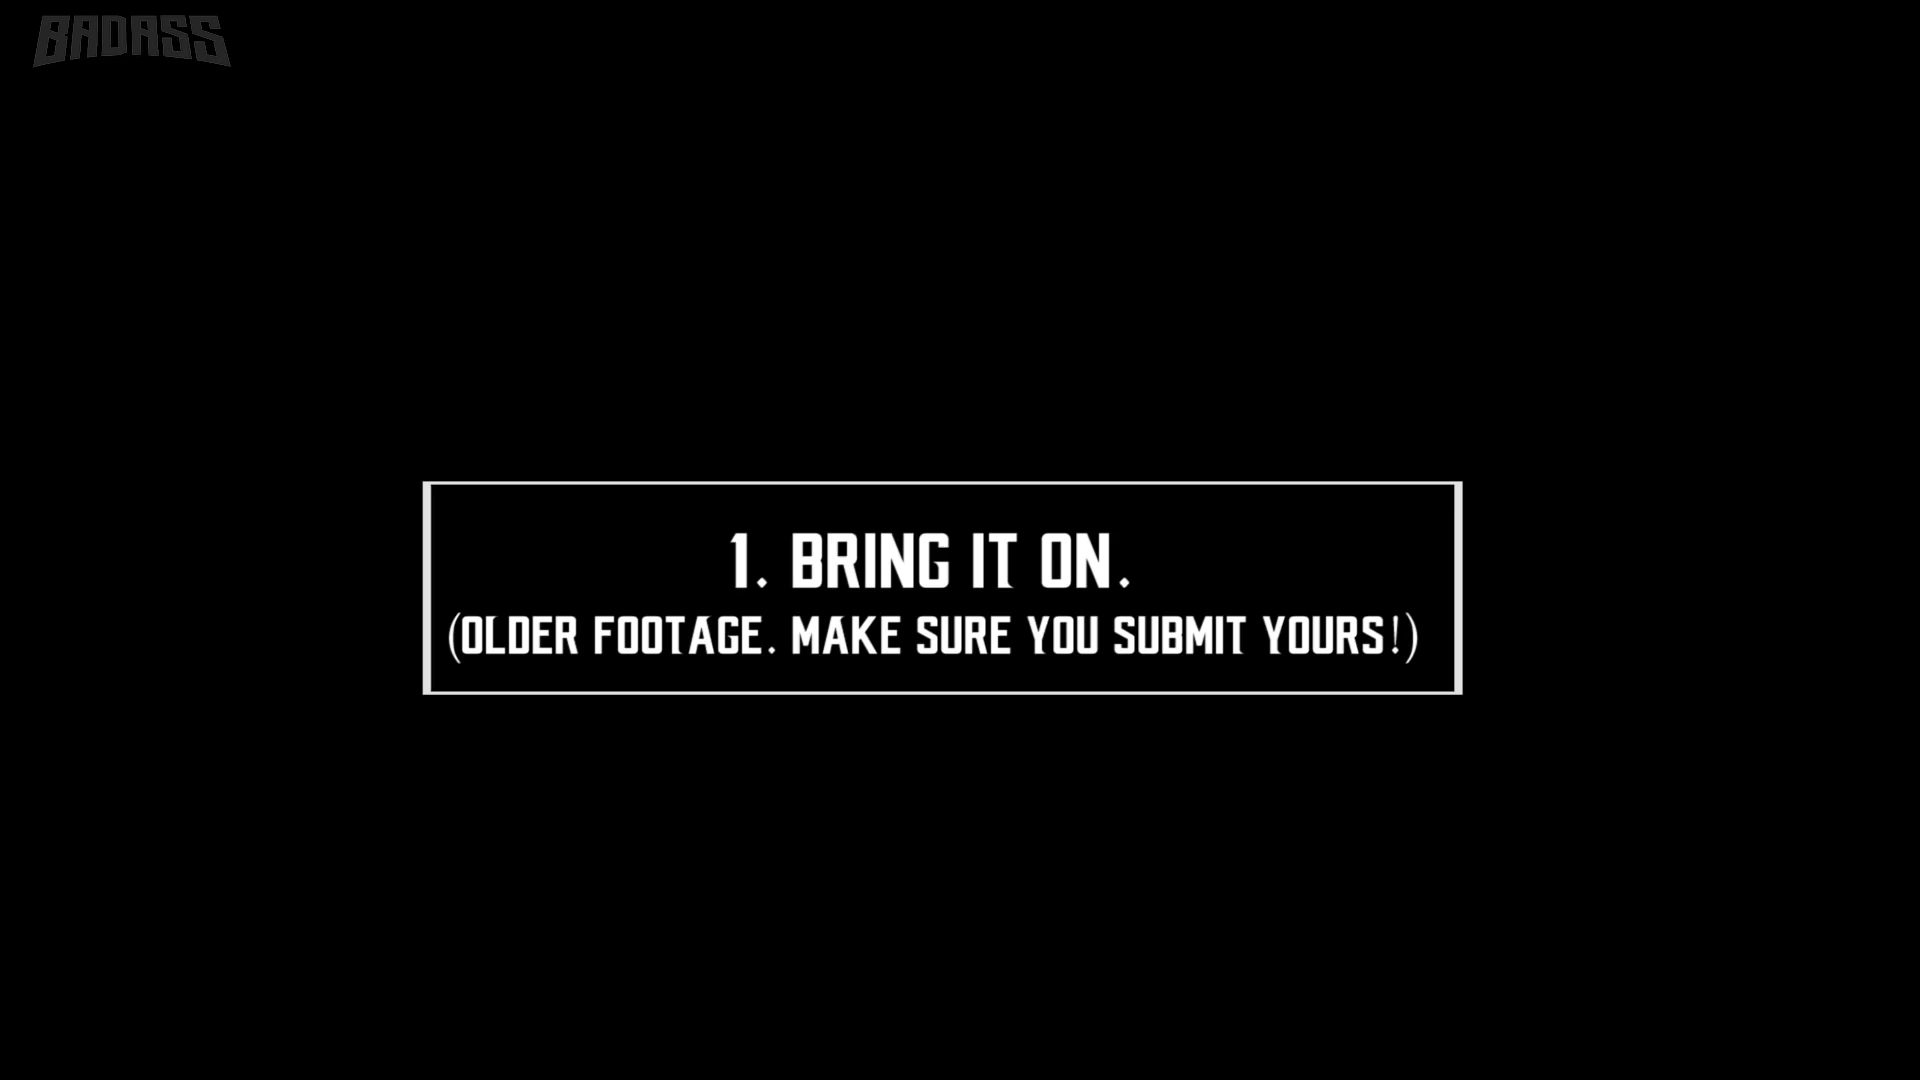 BADASS
1. BRING IT ON.
(OLDER FOOTAGE. MAKE SURE YOU SUBMIT YOURS!)